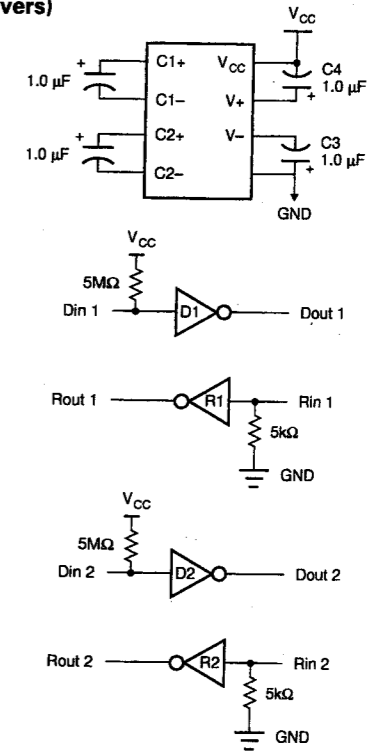 vers)
VCC
C1+
VCC
C4
1.0 µF
+
1.0 µF
C1−
V+
+
C2+
V−
+
1.0 µF
C2−
C3
1.0 µF
+
GND
VCC
5MΩ
Din 1
D1
Dout 1
Rout 1
R1
Rin 1
5kΩ
GND
VCC
5MΩ
Din 2
D2
Dout 2
Rout 2
R2
Rin 2
5kΩ
GND